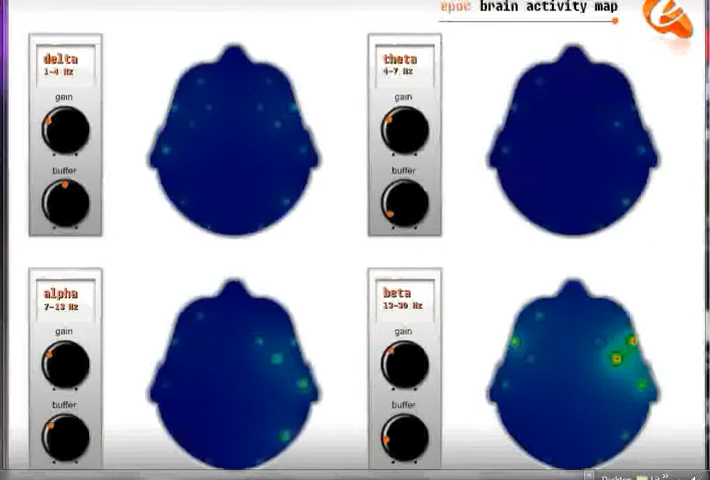 epoc brain activity map
delta
1-4 Hz
gain
buffer
theta
4-7 Hz
gain
buffer
alpha
7-13 Hz
gain
buffer
beta
13-30 Hz
gain
buffer
Desktop